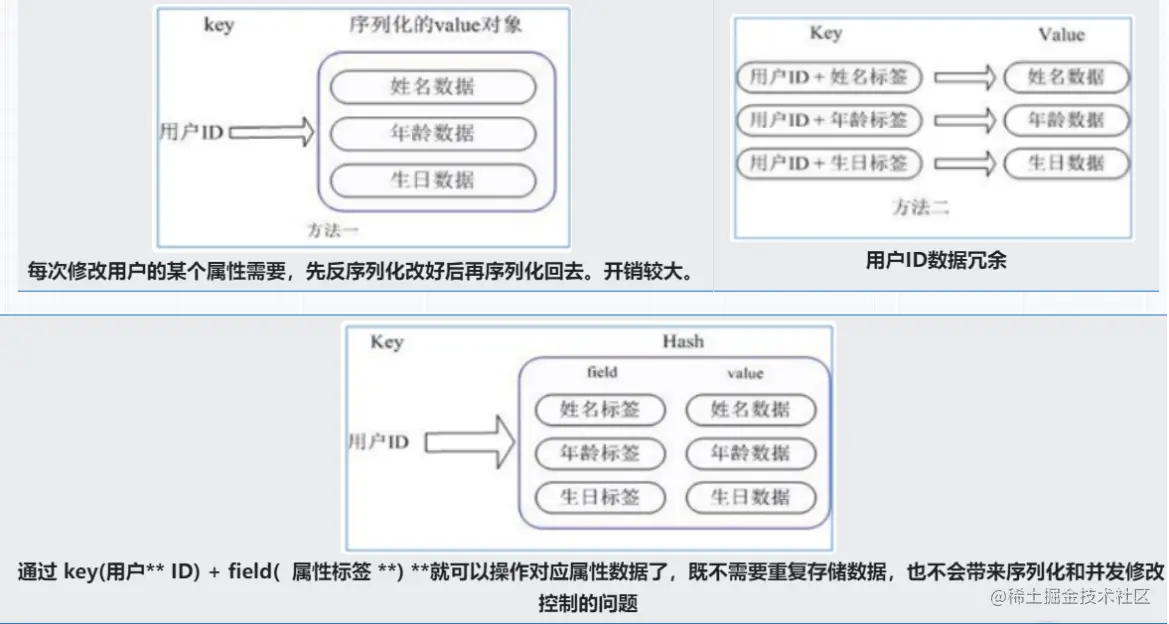 key 序列化的value对象
姓名数据
用户ID
年龄数据
生日数据
方法一
每次修改用户的某个属性需要，先反序列化改好后再序列化回去。开销较大。
Key Value
用户ID + 姓名标签 姓名数据
用户ID + 年龄标签 年龄数据
用户ID + 生日标签 生日数据
方法二
用户ID数据冗余
Key Hash
field value
姓名标签 姓名数据
用户ID
年龄标签 年龄数据
生日标签 生日数据
通过 key(用户** ID) + field( 属性标签 **) **就可以操作对应属性数据了，既不需要重复存储数据，也不会带来序列化和并发修改
控制的问题
@稀土掘金技术社区